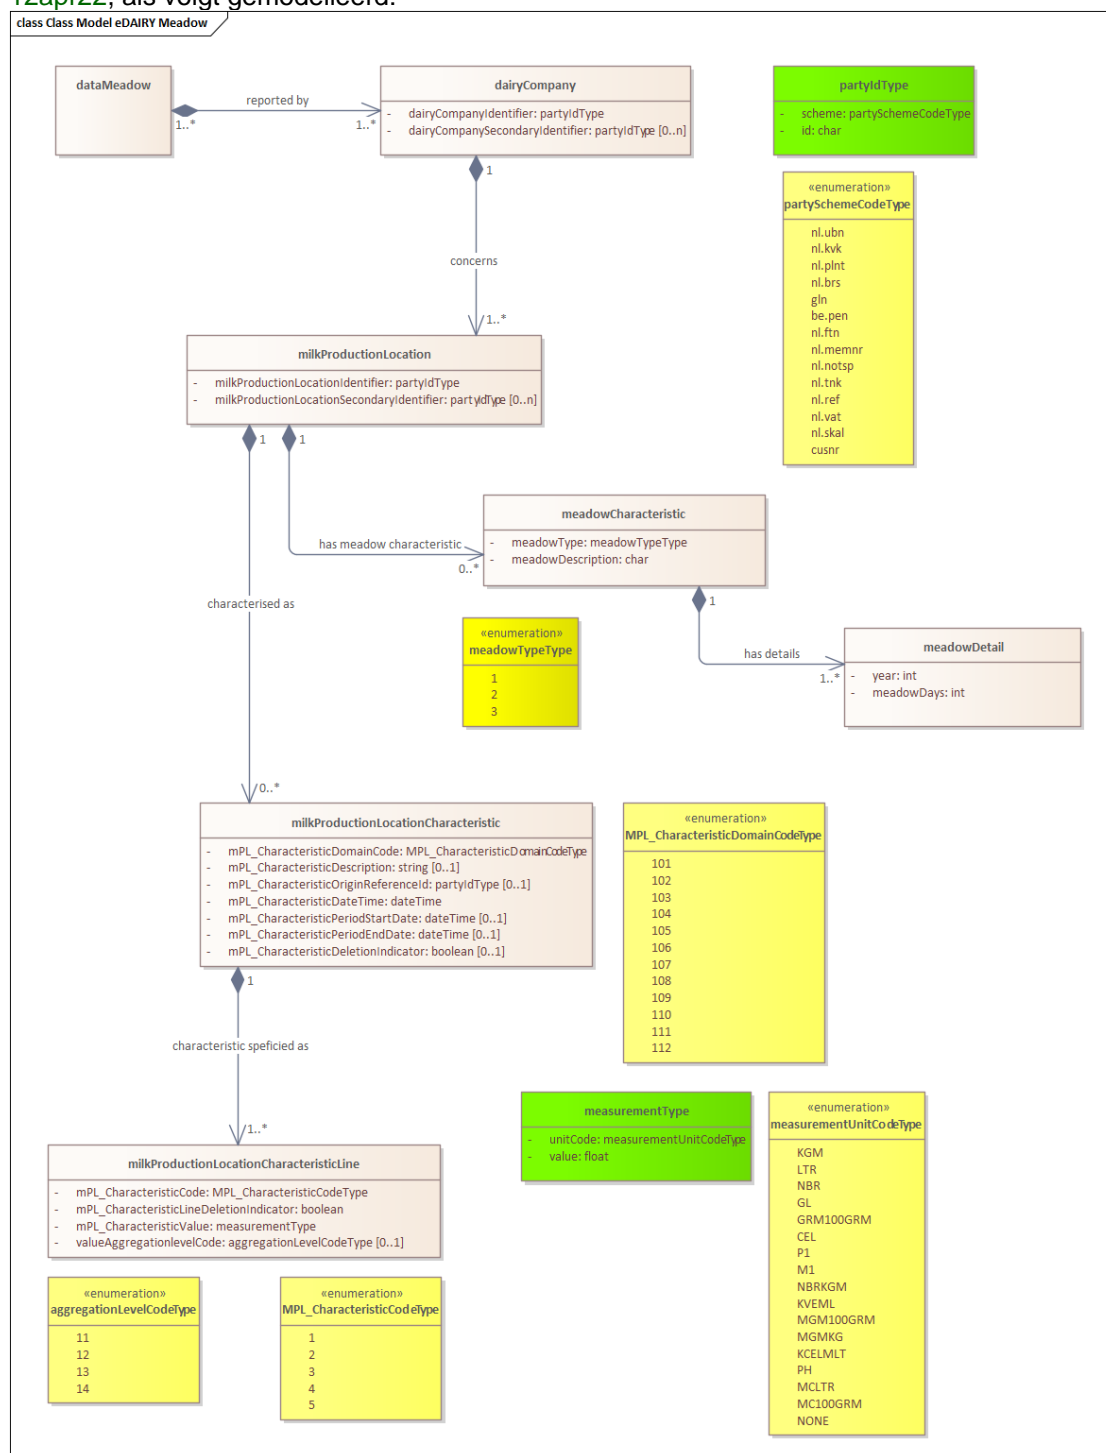 12apr22, als volgt gemodelleerd:
class Class Model eDAIRY Meadow
dataMeadow
reported by
1..*
1..*
dairyCompany
- dairyCompanyIdentifier: partyIdType
- dairyCompanySecondaryIdentifier: partyIdType [0..n]
partyIdType
- scheme: partySchemeCodeType
- id: char
«enumeration»
partySchemeCodeType
nl.ubn
nl.kvk
nl.plnt
nl.brs
gln
be.pen
nl.ftn
nl.memnr
nl.notsp
nl.tnk
nl.ref
nl.vat
nl.skal
cusnr
1
concerns
1..*
milkProductionLocation
- milkProductionLocationIdentifier: partyIdType
- milkProductionLocationSecondaryIdentifier: partyIdType [0..n]
1
1
has meadow characteristic
0..*
meadowCharacteristic
- meadowType: meadowTypeType
- meadowDescription: char
1
has details
1..*
meadowDetail
- year: int
- meadowDays: int
characterised as
«enumeration»
meadowTypeType
1
2
3
0..*
milkProductionLocationCharacteristic
- mPL_CharacteristicDomainCode: MPL_CharacteristicDomainCodeType
- mPL_CharacteristicDescription: string [0..1]
- mPL_CharacteristicOriginReferenceId: partyIdType [0..1]
- mPL_CharacteristicDateTime: dateTime
- mPL_CharacteristicPeriodStartDate: dateTime [0..1]
- mPL_CharacteristicPeriodEndDate: dateTime [0..1]
- mPL_CharacteristicDeletionIndicator: boolean [0..1]
«enumeration»
MPL_CharacteristicDomainCodeType
101
102
103
104
105
106
107
108
109
110
111
112
1
characteristic speficied as
1..*
milkProductionLocationCharacteristicLine
- mPL_CharacteristicCode: MPL_CharacteristicCodeType
- mPL_CharacteristicLineDeletionIndicator: boolean
- mPL_CharacteristicValue: measurementType
- valueAggregationlevelCode: aggregationLevelCodeType [0..1]
measurementType
- unitCode: measurementUnitCodeType
- value: float
«enumeration»
measurementUnitCodeType
KGM
LTR
NBR
GL
GRM100GRM
CEL
P1
M1
NBRKGM
KVEML
MGM100GRM
MGMKG
KCELMLT
PH
MCLTR
MC100GRM
NONE
«enumeration»
aggregationLevelCodeType
11
12
13
14
«enumeration»
MPL_CharacteristicCodeType
1
2
3
4
5